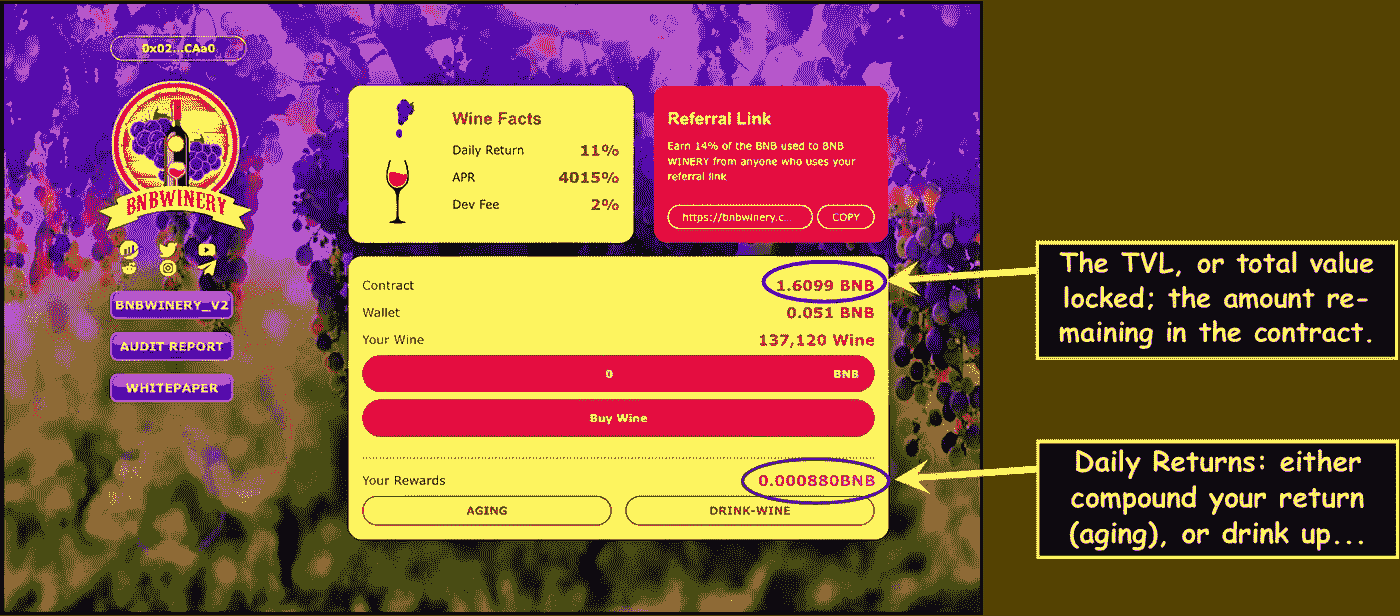 0x02...CAa0
BNBWINERY
BNBWINERY_V2
AUDIT REPORT
WHITEPAPER
Wine Facts
Daily Return 11%
APR 4015%
Dev Fee 2%
Referral Link
Earn 14% of the BNB used to BNB
WINERY from anyone who uses your
referral link
https://bnbwinery.c... COPY
Contract 1.6099 BNB
Wallet 0.051 BNB
Your Wine 137,120 Wine
0 BNB
Buy Wine
Your Rewards 0.000880BNB
AGING DRINK-WINE
The TVL, or total value
locked; the amount re-
maining in the contract.
Daily Returns: either
compound your return
(aging), or drink up...